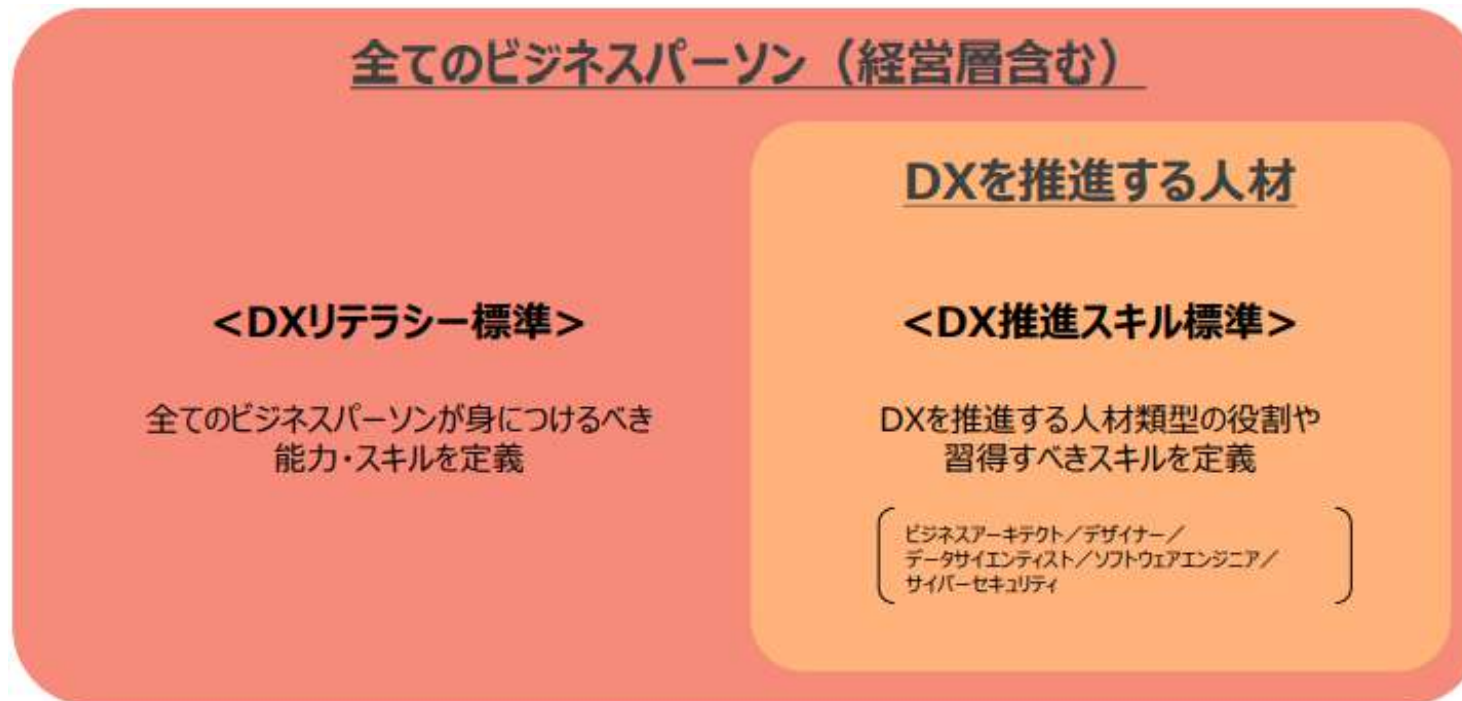 全てのビジネスパーソン（経営層含む）
DXを推進する人材
<DXリテラシー標準>
全てのビジネスパーソンが身につけるべき
能力・スキルを定義
<DX推進スキル標準>
DXを推進する人材類型の役割や
習得すべきスキルを定義
ビジネスアーキテクト／デザイナー／
データサイエンティスト／ソフトウェアエンジニア／
サイバーセキュリティ